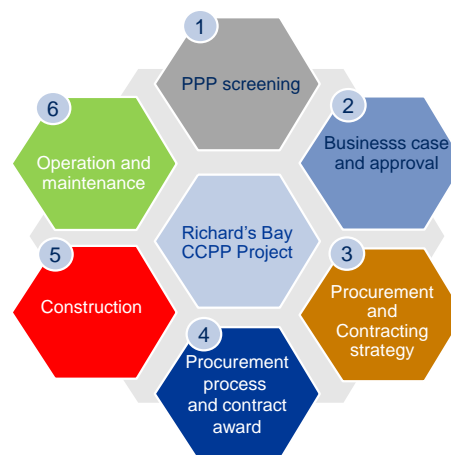 1
PPP screening
2
Businesss case
and approval
3
Procurement
and
Contracting
strategy
4
Procurement
process
and contract
award
5
Construction
6
Operation and
maintenance
Richard's Bay
CCPP Project